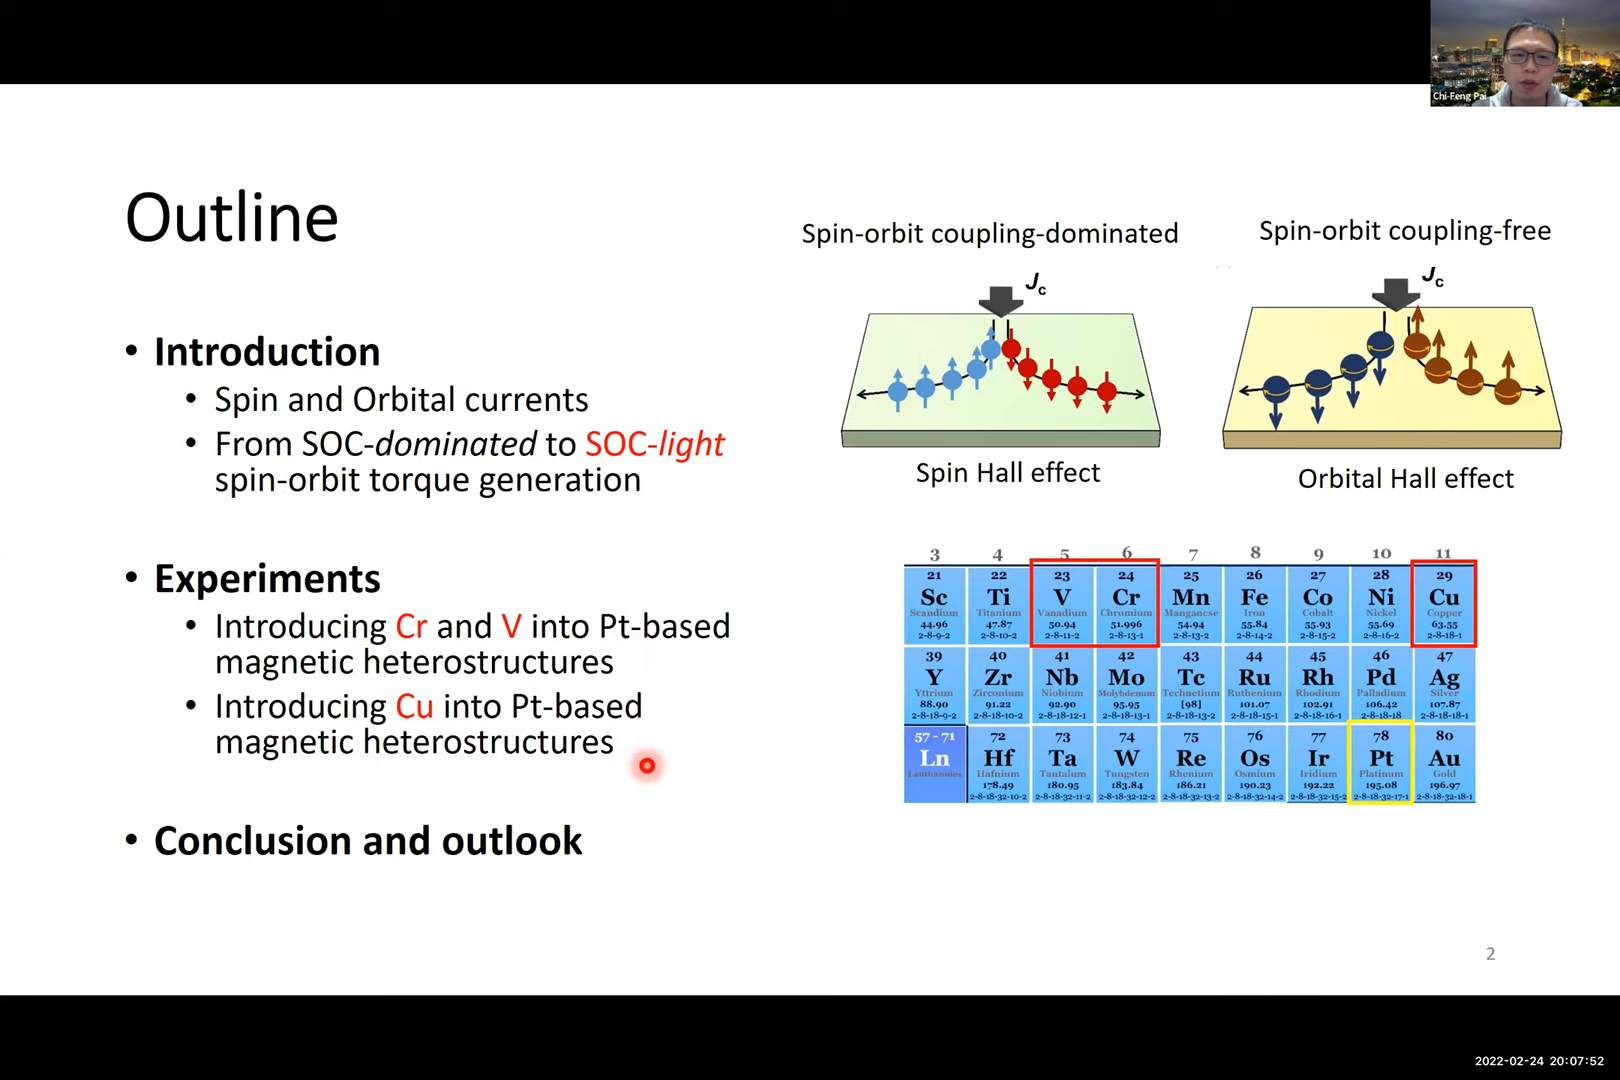 Chi-Feng Pai
Outline
• Introduction
• Spin and Orbital currents
• From SOC-dominated to SOC-light
spin-orbit torque generation
• Experiments
• Introducing Cr and V into Pt-based
magnetic heterostructures
• Introducing Cu into Pt-based
magnetic heterostructures
• Conclusion and outlook
Spin-orbit coupling-dominated
Jc
Spin Hall effect
Spin-orbit coupling-free
Jc
Orbital Hall effect
3 4 5 6 7 8 9 10 11
21 22 23 24 25 26 27 28 29
Sc Ti V Cr Mn Fe Co Ni Cu
Scandium Titanium Vanadium Chromium Manganese Iron Cobalt Nickel Copper
44.96 47.87 50.94 51.996 54.94 55.84 55.93 55.69 63.55
2-8-9-2 2-8-10-2 2-8-11-2 2-8-13-1 2-8-13-2 2-8-14-2 2-8-15-2 2-8-16-2 2-8-18-1
39 40 41 42 43 44 45 46 47
Y Zr Nb Mo Tc Ru Rh Pd Ag
Yttrium Zirconium Niobium Molybdenum Technetium Ruthenium Rhodium Palladium Silver
88.90 91.22 92.90 95.95 [98] 101.07 102.91 106.42 107.87
2-8-18-9-2 2-8-18-10-2 2-8-18-12-1 2-8-18-13-1 2-8-18-13-2 2-8-18-15-1 2-8-18-16-1 2-8-18-18 2-8-18-18-1
57 - 71 72 73 74 75 76 77 78 80
Ln Hf Ta W Re Os Ir Pt Au
Lanthanides Hafnium Tantalum Tungsten Rhenium Osmium Iridium Platinum Gold
178.49 180.95 183.84 186.21 190.23 192.22 195.08 196.97
2-8-18-32-10-2 2-8-18-32-11-2 2-8-18-32-12-2 2-8-18-32-13-2 2-8-18-32-14-2 2-8-18-32-15-2 2-8-18-32-17-1 2-8-18-32-18-1
2
2022-02-24 20:07:52